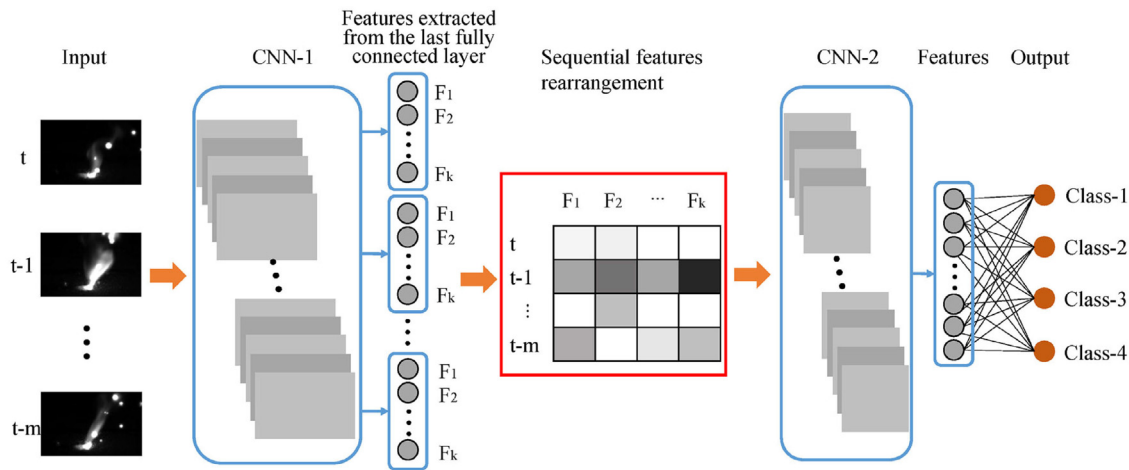 Input
CNN-1
Features extracted
from the last fully
connected layer
Sequential features
rearrangement
CNN-2
Features
Output
t
t-1
t-m
F1
F2
Fk
F1
F2
Fk
F1
F2
Fk
F1 F2 ... Fk
t
t-1
⋮
t-m
Class-1
Class-2
Class-3
Class-4